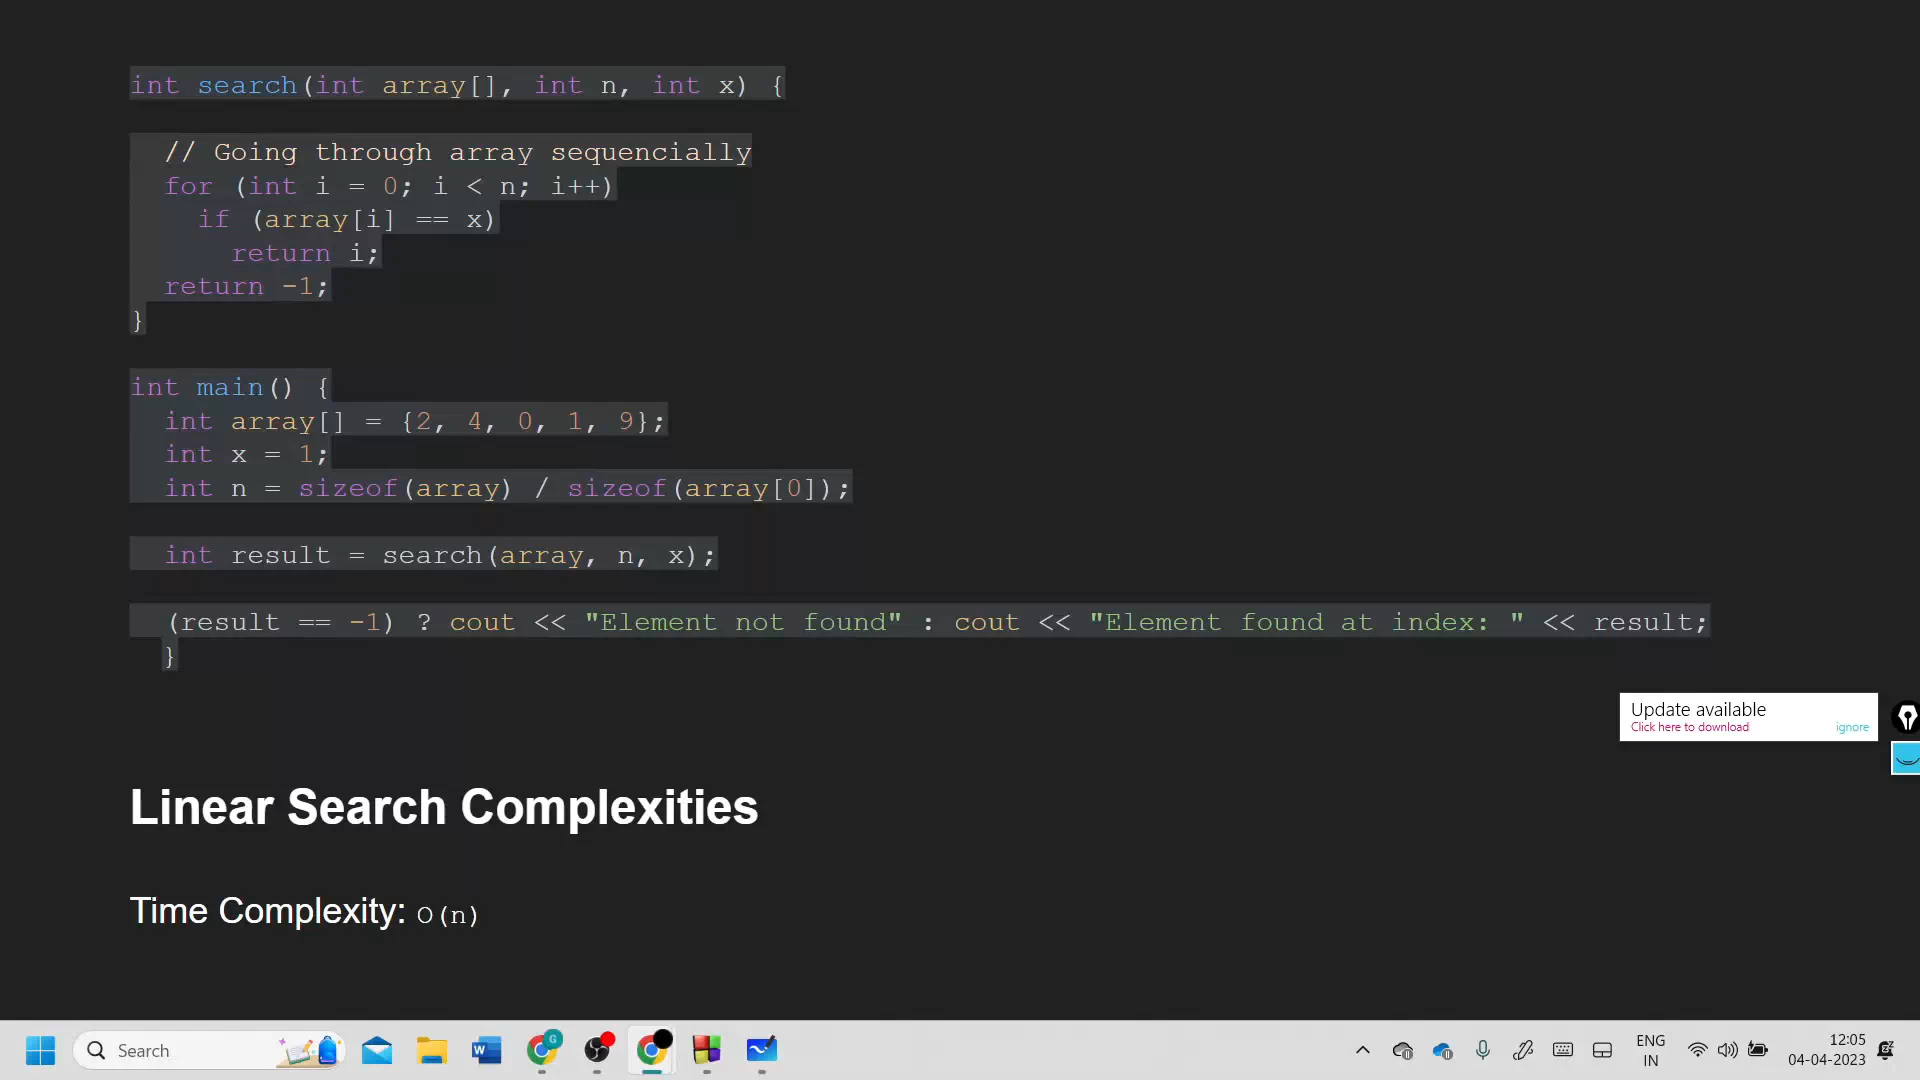 int search(int array[], int n, int x) {
// Going through array sequencially
for (int i = 0; i < n; i++)
if (array[i] == x)
return i;
return -1;
}
int main() {
int array[] = {2, 4, 0, 1, 9};
int x = 1;
int n = sizeof(array) / sizeof(array[0]);
int result = search(array, n, x);
(result == -1) ? cout << "Element not found" : cout << "Element found at index: " << result;
}
Update available
Click here to download ignore
Linear Search Complexities
Time Complexity: O(n)
Search
ENG
IN
12:05
04-04-2023